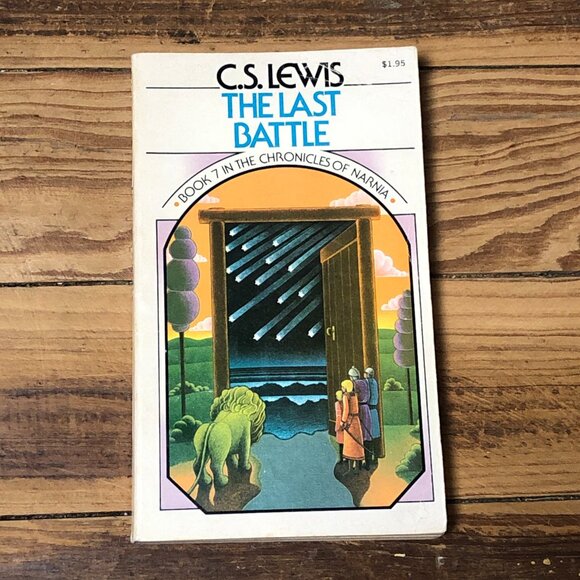 C.S. LEWIS
$1.95
THE LAST
BATTLE
• BOOK 7 IN THE CHRONICLES OF NARNIA •